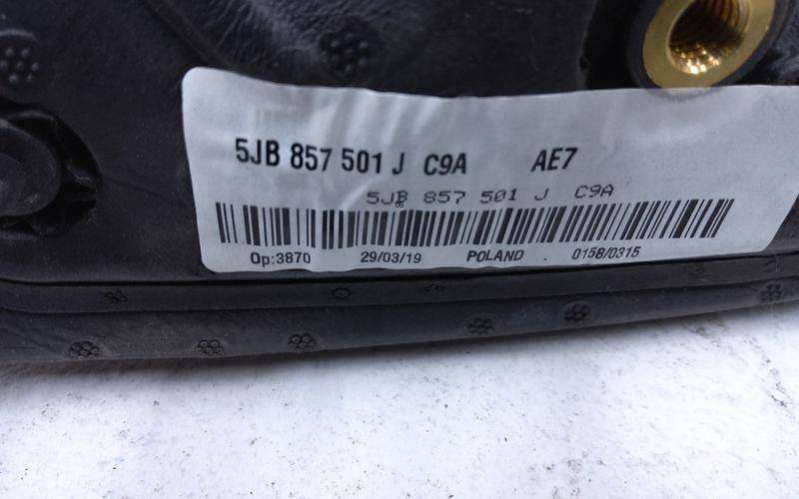 5JB 857 501 J C9A AE7
5JB 857 501 J C9A
Op:3870 29/03/19 POLAND 0158/0315